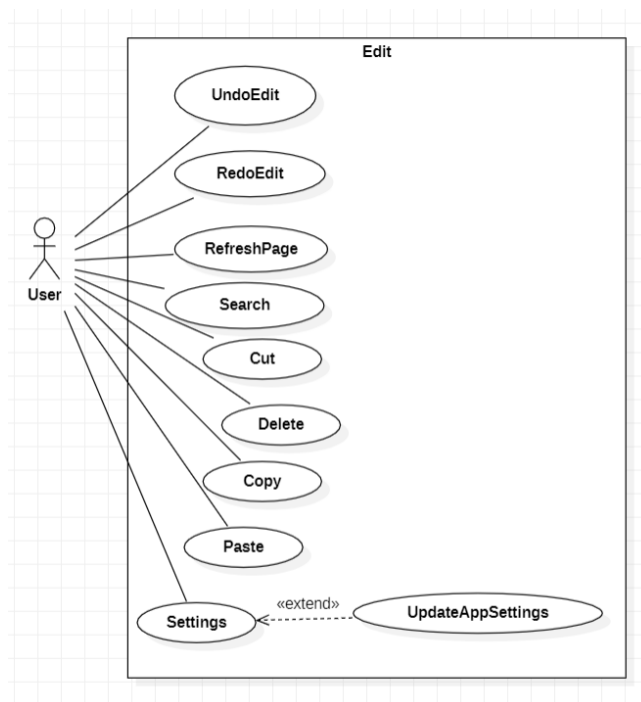 Edit
UndoEdit
RedoEdit
RefreshPage
User
Search
Cut
Delete
Copy
Paste
«extend»
UpdateAppSettings
Settings